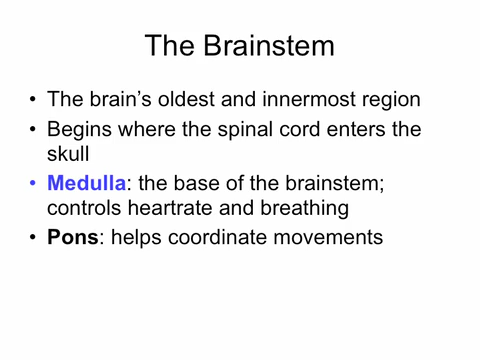 The Brainstem
• The brain’s oldest and innermost region
• Begins where the spinal cord enters the
skull
• Medulla: the base of the brainstem;
controls heartrate and breathing
• Pons: helps coordinate movements